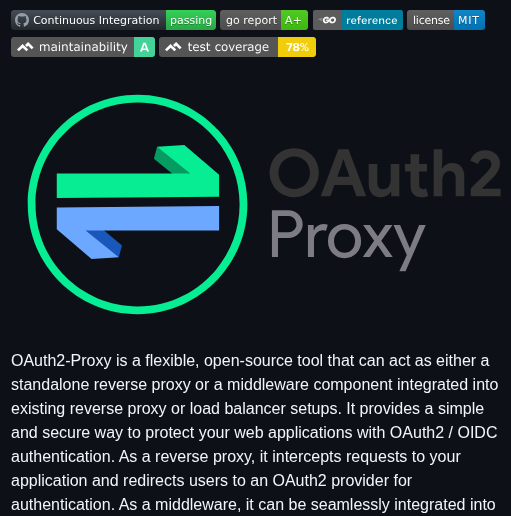 Continuous Integration passing go report A+ GO reference license MIT
maintainability A test coverage 78%
OAuth2
Proxy
OAuth2-Proxy is a flexible, open-source tool that can act as either a
standalone reverse proxy or a middleware component integrated into
existing reverse proxy or load balancer setups. It provides a simple
and secure way to protect your web applications with OAuth2 / OIDC
authentication. As a reverse proxy, it intercepts requests to your
application and redirects users to an OAuth2 provider for
authentication. As a middleware, it can be seamlessly integrated into